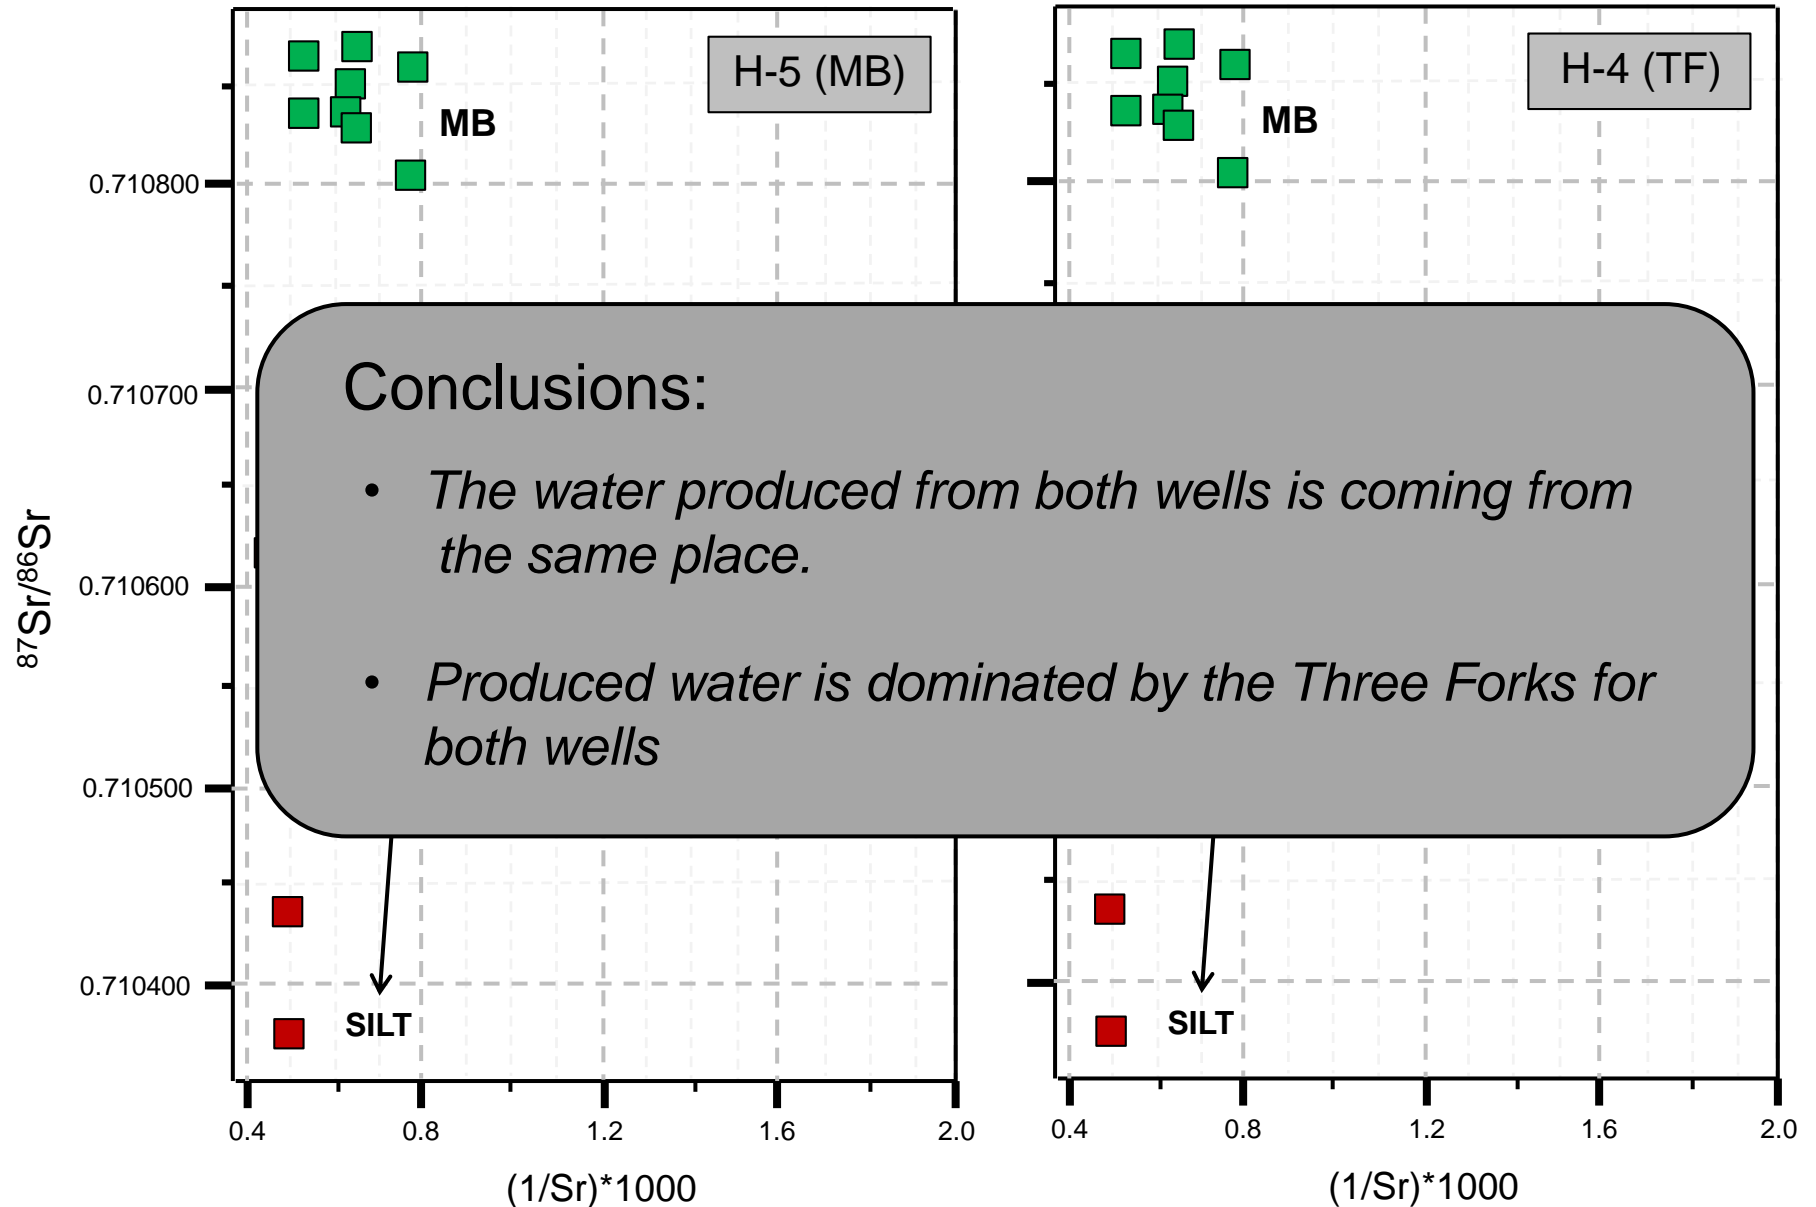 H-5 (MB)
H-4 (TF)
MB
MB
0.710800
0.710700
0.710600
0.710500
0.710400
87Sr/86Sr
Conclusions:
• The water produced from both wells is coming from
the same place.
• Produced water is dominated by the Three Forks for
both wells
SILT
SILT
0.4 0.8 1.2 1.6 2.0
0.4 0.8 1.2 1.6 2.0
(1/Sr)*1000
(1/Sr)*1000